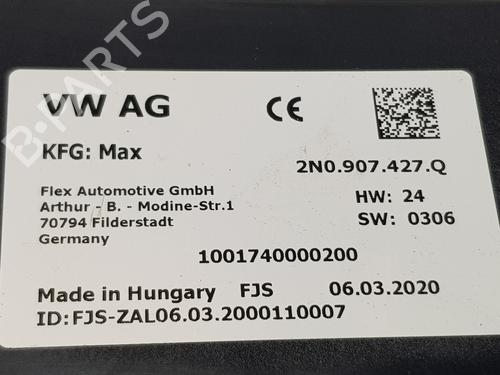 VW AG
KFG: Max
2N0.907.427.Q
Flex Automotive GmbH
Arthur - B. - Modine-Str.1
70794 Filderstadt
Germany
HW: 24
SW: 0306
1001740000200
Made in Hungary FJS 06.03.2020
ID:FJS-ZAL06.03.2000110007
B-PARTS